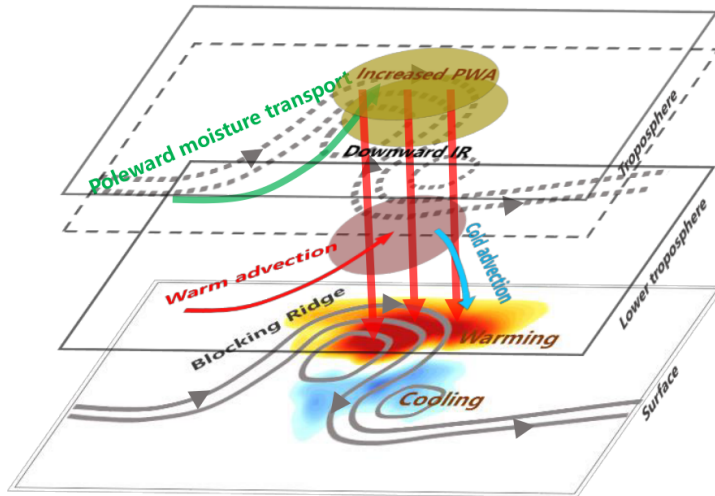 Increased PWA
Poleward moisture transport
Troposphere
Downward IR
Cold advection
Warm advection
Lower troposphere
Blocking Ridge
Warming
Cooling
Surface